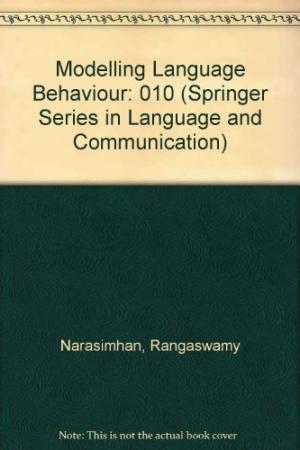 Modelling Language
Behaviour: 010 (Springer
Series in Language and
Communication)
Narasimhan, Rangaswamy
Note: This is not the actual book cover